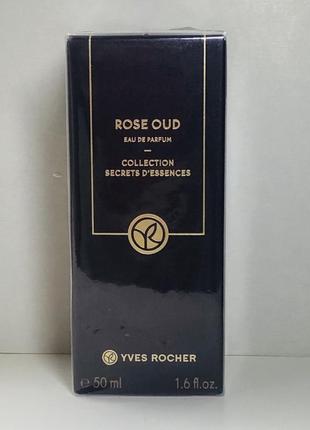 ROSE OUD
EAU DE PARFUM
COLLECTION
SECRETS D'ESSENCES
YVES ROCHER
℮ 50 ml 1.6 fl.oz.